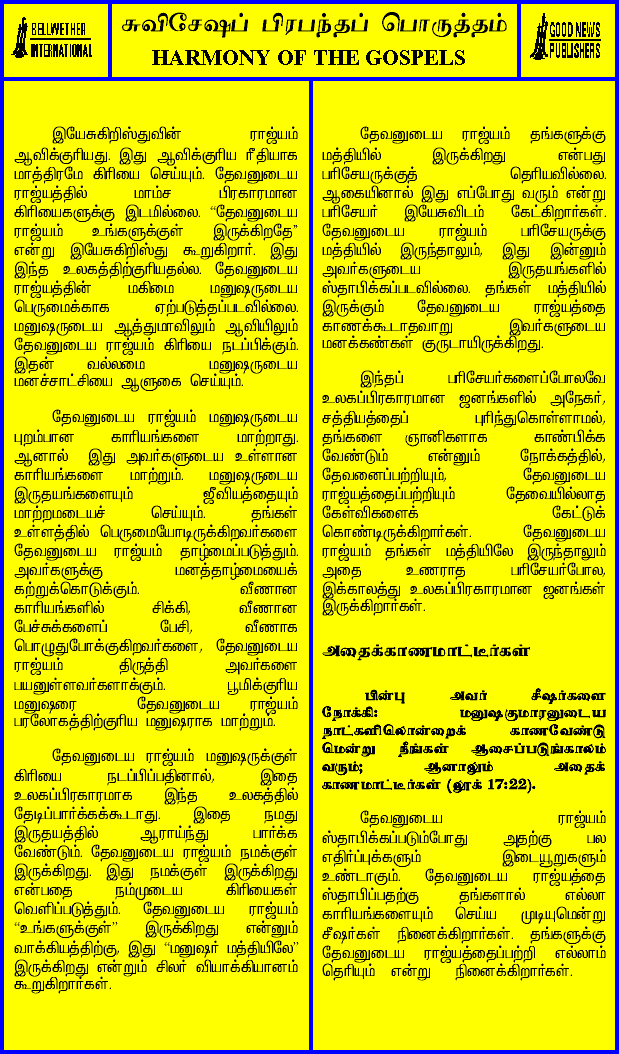 BELLWETHER
INTERNATIONAL
சுவிசேஷப் பிரபந்தப் பொருத்தம்
HARMONY OF THE GOSPELS
GOOD NEWS
PUBLISHERS
இயேசுகிறிஸ்துவின் ராஜ்யம்
ஆவிக்குரியது. இது ஆவிக்குரிய ரீதியாக
மாத்திரமே கிரியை செய்யும். தேவனுடைய
ராஜ்யத்தில் மாம்ச பிரகாரமான
கிரியைகளுக்கு இடமில்லை. “தேவனுடைய
ராஜ்யம் உங்களுக்குள் இருக்கிறதே”
என்று இயேசுகிறிஸ்து கூறுகிறார். இது
இந்த உலகத்திற்குரியதல்ல. தேவனுடைய
ராஜ்யத்தின் மகிமை மனுஷருடைய
பெருமைக்காக ஏற்படுத்தப்படவில்லை.
மனுஷருடைய ஆத்துமாவிலும் ஆவியிலும்
தேவனுடைய ராஜ்யம் கிரியை நடப்பிக்கும்.
இதன் வல்லமை மனுஷருடைய
மனச்சாட்சியை ஆளுகை செய்யும்.
தேவனுடைய ராஜ்யம் மனுஷருடைய
புறம்பான காரியங்களை மாற்றாது.
ஆனால் இது அவர்களுடைய உள்ளான
காரியங்களை மாற்றும். மனுஷருடைய
இருதயங்களையும் ஜீவியத்தையும்
மாற்றமடையச் செய்யும். தங்கள்
உள்ளத்தில் பெருமையோடிருக்கிறவர்களை
தேவனுடைய ராஜ்யம் தாழ்மைப்படுத்தும்.
அவர்களுக்கு மனத்தாழ்மையைக்
கற்றுக்கொடுக்கும். வீணான
காரியங்களில் சிக்கி, வீணான
பேச்சுக்களைப் பேசி, வீணாக
பொழுதுபோக்குகிறவர்களை, தேவனுடைய
ராஜ்யம் திருத்தி அவர்களை
பயனுள்ளவர்களாக்கும். பூமிக்குரிய
மனுஷரை தேவனுடைய ராஜ்யம்
பரலோகத்திற்குரிய மனுஷராக மாற்றும்.
தேவனுடைய ராஜ்யம் மனுஷருக்குள்
கிரியை நடப்பிப்பதினால், இதை
உலகப்பிரகாரமாக இந்த உலகத்தில்
தேடிப்பார்க்கக்கூடாது. இதை நமது
இருதயத்தில் ஆராய்ந்து பார்க்க
வேண்டும். தேவனுடைய ராஜ்யம் நமக்குள்
இருக்கிறது. இது நமக்குள் இருக்கிறது
என்பதை நம்முடைய கிரியைகள்
வெளிப்படுத்தும். தேவனுடைய ராஜ்யம்
“உங்களுக்குள்” இருக்கிறது என்னும்
வாக்கியத்திற்கு, இது “மனுஷர் மத்தியிலே”
இருக்கிறது என்றும் சிலர் வியாக்கியானம்
கூறுகிறார்கள்.
தேவனுடைய ராஜ்யம் தங்களுக்கு
மத்தியில் இருக்கிறது என்பது
பரிசேயருக்குத் தெரியவில்லை.
ஆகையினால் இது எப்போது வரும் என்று
பரிசேயர் இயேசுவிடம் கேட்கிறார்கள்.
தேவனுடைய ராஜ்யம் பரிசேயருக்கு
மத்தியில் இருந்தாலும், இது இன்னும்
அவர்களுடைய இருதயங்களில்
ஸ்தாபிக்கப்படவில்லை. தங்கள் மத்தியில்
இருக்கும் தேவனுடைய ராஜ்யத்தை
காணக்கூடாதவாறு இவர்களுடைய
மனக்கண்கள் குருடாயிருக்கிறது.
இந்தப் பரிசேயர்களைப்போலவே
உலகப்பிரகாரமான ஜனங்களில் அநேகர்,
சத்தியத்தைப் புரிந்துகொள்ளாமல்,
தங்களை ஞானிகளாக காண்பிக்க
வேண்டும் என்னும் நோக்கத்தில்,
தேவனைப்பற்றியும், தேவனுடைய
ராஜ்யத்தைப்பற்றியும் தேவையில்லாத
கேள்விகளைக் கேட்டுக்
கொண்டிருக்கிறார்கள். தேவனுடைய
ராஜ்யம் தங்கள் மத்தியிலே இருந்தாலும்
அதை உணராத பரிசேயர்போல,
இக்காலத்து உலகப்பிரகாரமான ஜனங்கள்
இருக்கிறார்கள்.
அதைக்காணமாட்டீர்கள்
பின்பு அவர் சீஷர்களை
நோக்கி: மனுஷகுமாரனுடைய
நாட்களிலொன்றைக் காணவேண்டு
மென்று நீங்கள் ஆசைப்படுங்காலம்
வரும்; ஆனாலும் அதைக்
காணமாட்டீர்கள் (லூக் 17:22).
தேவனுடைய ராஜ்யம்
ஸ்தாபிக்கப்படும்போது அதற்கு பல
எதிர்ப்புக்களும் இடையூறுகளும்
உண்டாகும். தேவனுடைய ராஜ்யத்தை
ஸ்தாபிப்பதற்கு தங்களால் எல்லா
காரியங்களையும் செய்ய முடியுமென்று
சீஷர்கள் நினைக்கிறார்கள். தங்களுக்கு
தேவனுடைய ராஜ்யத்தைப்பற்றி எல்லாம்
தெரியும் என்று நினைக்கிறார்கள்.